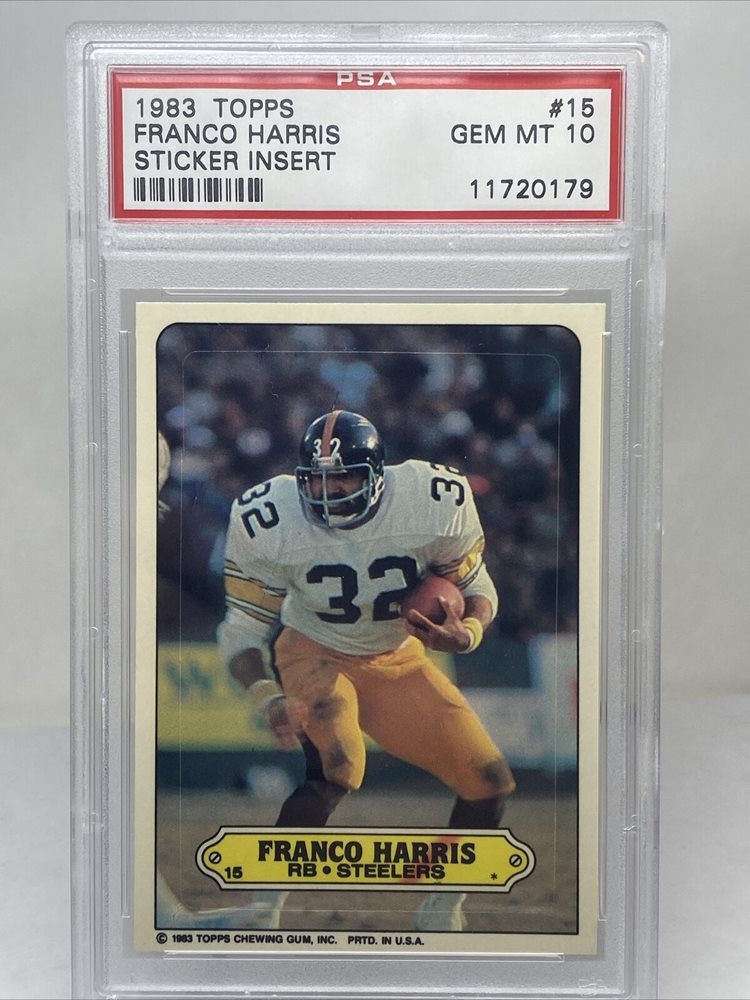 PSA
1983 TOPPS #15
FRANCO HARRIS GEM MT 10
STICKER INSERT
11720179
32
32
32
32
FRANCO HARRIS
15 RB • STEELERS *
© 1983 TOPPS CHEWING GUM, INC. PRTD. IN U.S.A.